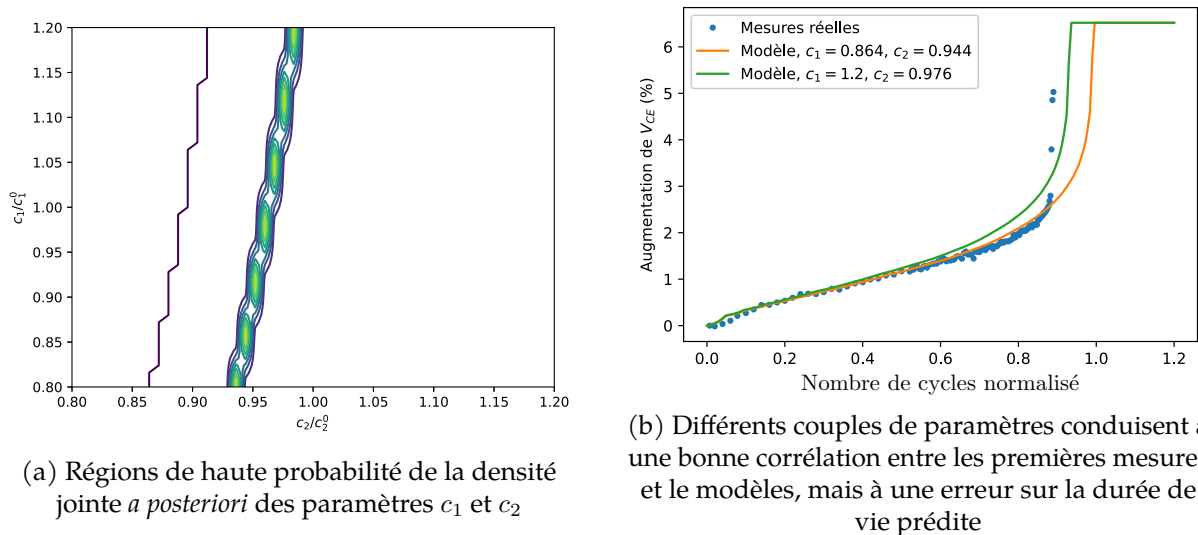 1.20
1.15
1.10
1.05
1.00
0.95
0.90
0.85
0.80
c₁/c₁⁰
0.80 0.85 0.90 0.95 1.00 1.05 1.10 1.15 1.20
c₂/c₂⁰
(a) Régions de haute probabilité de la densité
jointe a posteriori des paramètres c₁ et c₂
Mesures réelles
Modèle, c₁ = 0.864, c₂ = 0.944
Modèle, c₁ = 1.2, c₂ = 0.976
6
5
4
3
2
1
0
Augmentation de V_CE (%)
0.0 0.2 0.4 0.6 0.8 1.0 1.2
Nombre de cycles normalisé
(b) Différents couples de paramètres conduisent à
une bonne corrélation entre les premières mesure
et le modèles, mais à une erreur sur la durée de
vie prédite